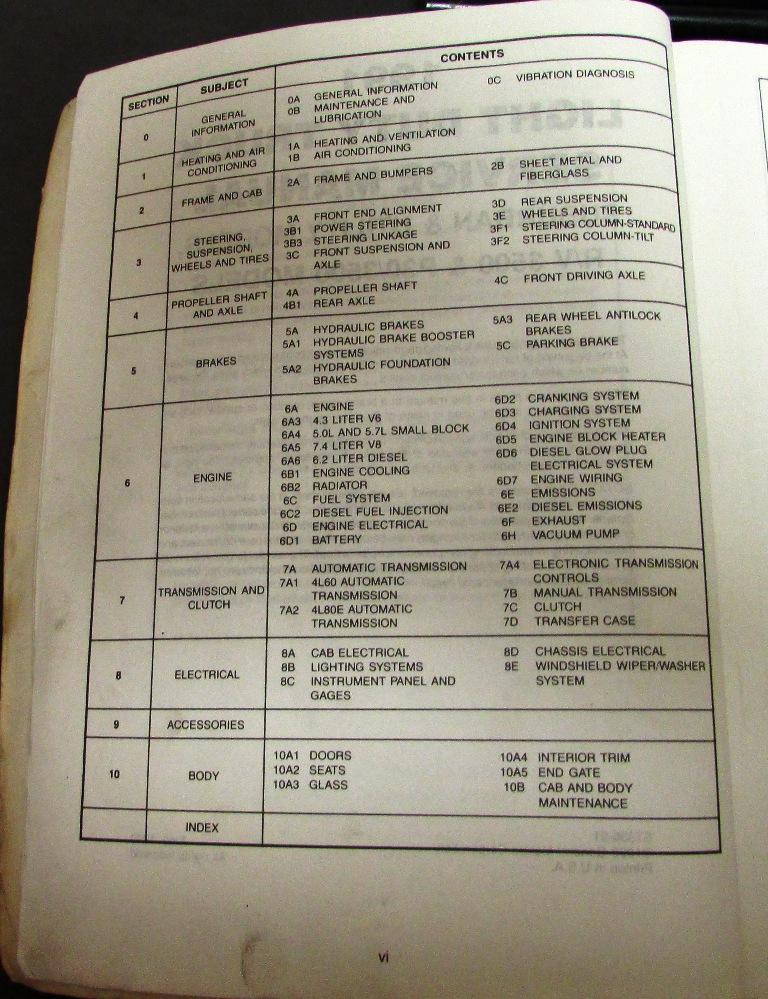 SECTION SUBJECT CONTENTS
0
GENERAL
INFORMATION
0A GENERAL INFORMATION
0B MAINTENANCE AND
LUBRICATION
0C VIBRATION DIAGNOSIS
1
HEATING AND AIR
CONDITIONING
1A HEATING AND VENTILATION
1B AIR CONDITIONING
2
FRAME AND CAB
2A FRAME AND BUMPERS
2B SHEET METAL AND
FIBERGLASS
3
STEERING,
SUSPENSION,
WHEELS AND TIRES
3A FRONT END ALIGNMENT
3B1 POWER STEERING
3B3 STEERING LINKAGE
3C FRONT SUSPENSION AND
AXLE
3D REAR SUSPENSION
3E WHEELS AND TIRES
3F1 STEERING COLUMN-STANDARD
3F2 STEERING COLUMN-TILT
4
PROPELLER SHAFT
AND AXLE
4A PROPELLER SHAFT
4B1 REAR AXLE
4C FRONT DRIVING AXLE
5
BRAKES
5A HYDRAULIC BRAKES
5A1 HYDRAULIC BRAKE BOOSTER
SYSTEMS
5A2 HYDRAULIC FOUNDATION
BRAKES
5A3 REAR WHEEL ANTILOCK
BRAKES
5C PARKING BRAKE
6
ENGINE
6A ENGINE
6A3 4.3 LITER V6
6A4 5.0L AND 5.7L SMALL BLOCK
6A5 7.4 LITER V8
6A6 6.2 LITER DIESEL
6B1 ENGINE COOLING
6B2 RADIATOR
6C FUEL SYSTEM
6C2 DIESEL FUEL INJECTION
6D ENGINE ELECTRICAL
6D1 BATTERY
6D2 CRANKING SYSTEM
6D3 CHARGING SYSTEM
6D4 IGNITION SYSTEM
6D5 ENGINE BLOCK HEATER
6D6 DIESEL GLOW PLUG
ELECTRICAL SYSTEM
6D7 ENGINE WIRING
6E EMISSIONS
6E2 DIESEL EMISSIONS
6F EXHAUST
6H VACUUM PUMP
7
TRANSMISSION AND
CLUTCH
7A AUTOMATIC TRANSMISSION
7A1 4L60 AUTOMATIC
TRANSMISSION
7A2 4L80E AUTOMATIC
TRANSMISSION
7A4 ELECTRONIC TRANSMISSION
CONTROLS
7B MANUAL TRANSMISSION
7C CLUTCH
7D TRANSFER CASE
8
ELECTRICAL
8A CAB ELECTRICAL
8B LIGHTING SYSTEMS
8C INSTRUMENT PANEL AND
GAGES
8D CHASSIS ELECTRICAL
8E WINDSHIELD WIPER/WASHER
SYSTEM
9
ACCESSORIES
10
BODY
10A1 DOORS
10A2 SEATS
10A3 GLASS
10A4 INTERIOR TRIM
10A5 END GATE
10B CAB AND BODY
MAINTENANCE
INDEX
vi